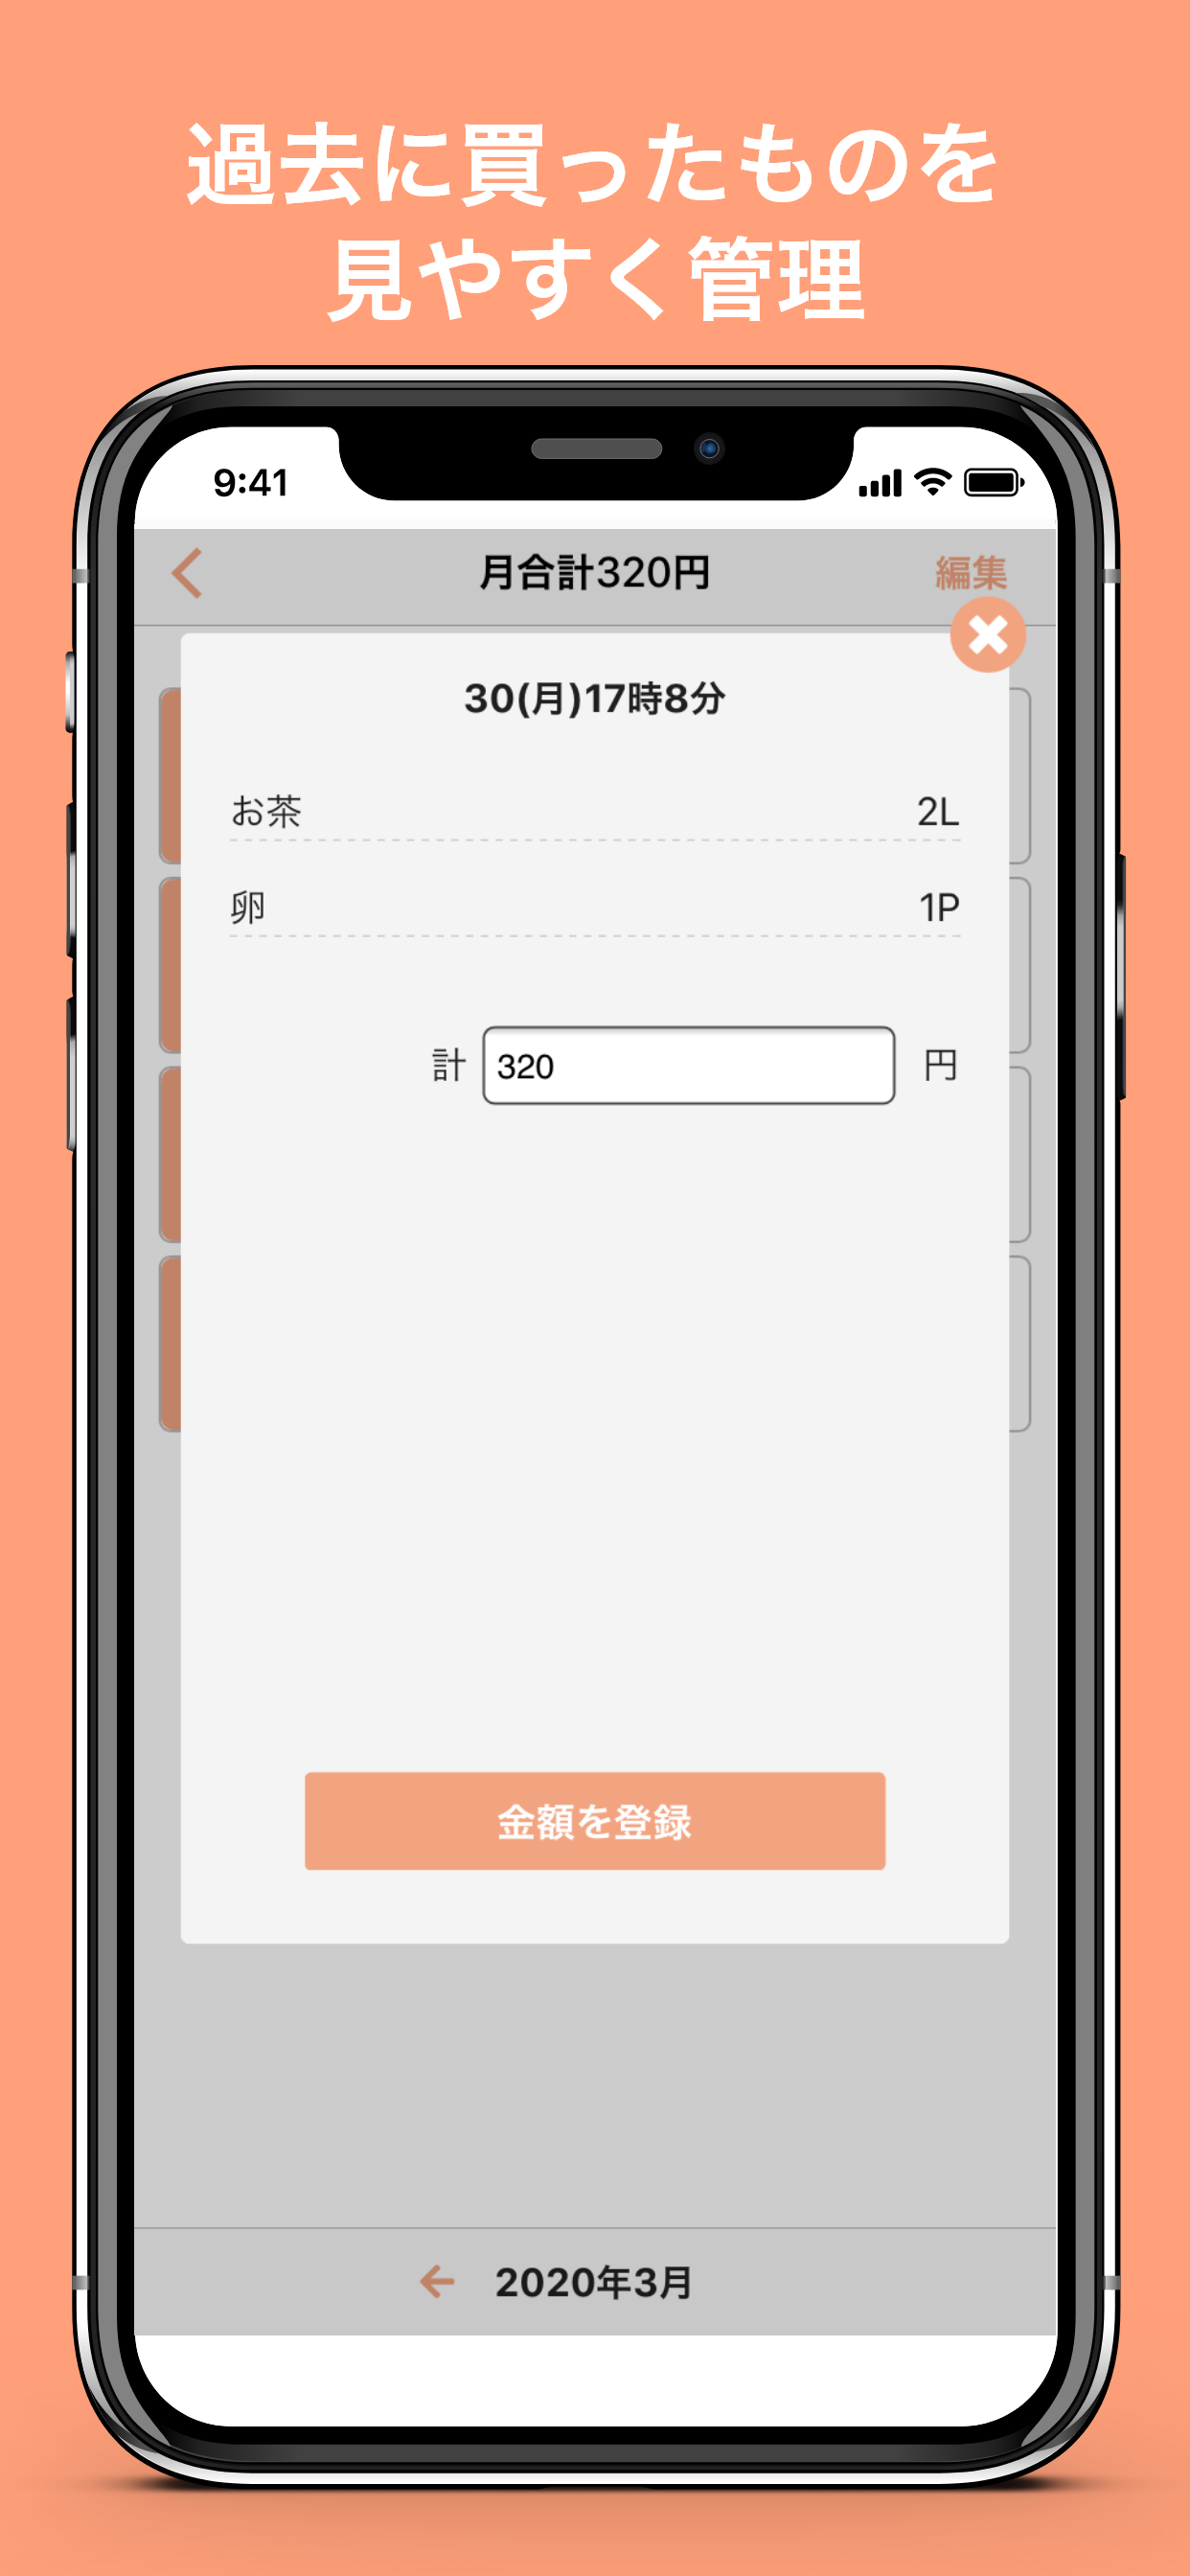 過去に買ったものを
見やすく管理
9:41
月合計320円
編集
30(月)17時8分
お茶 2L
卵 1P
計 320 円
金額を登録
2020年3月